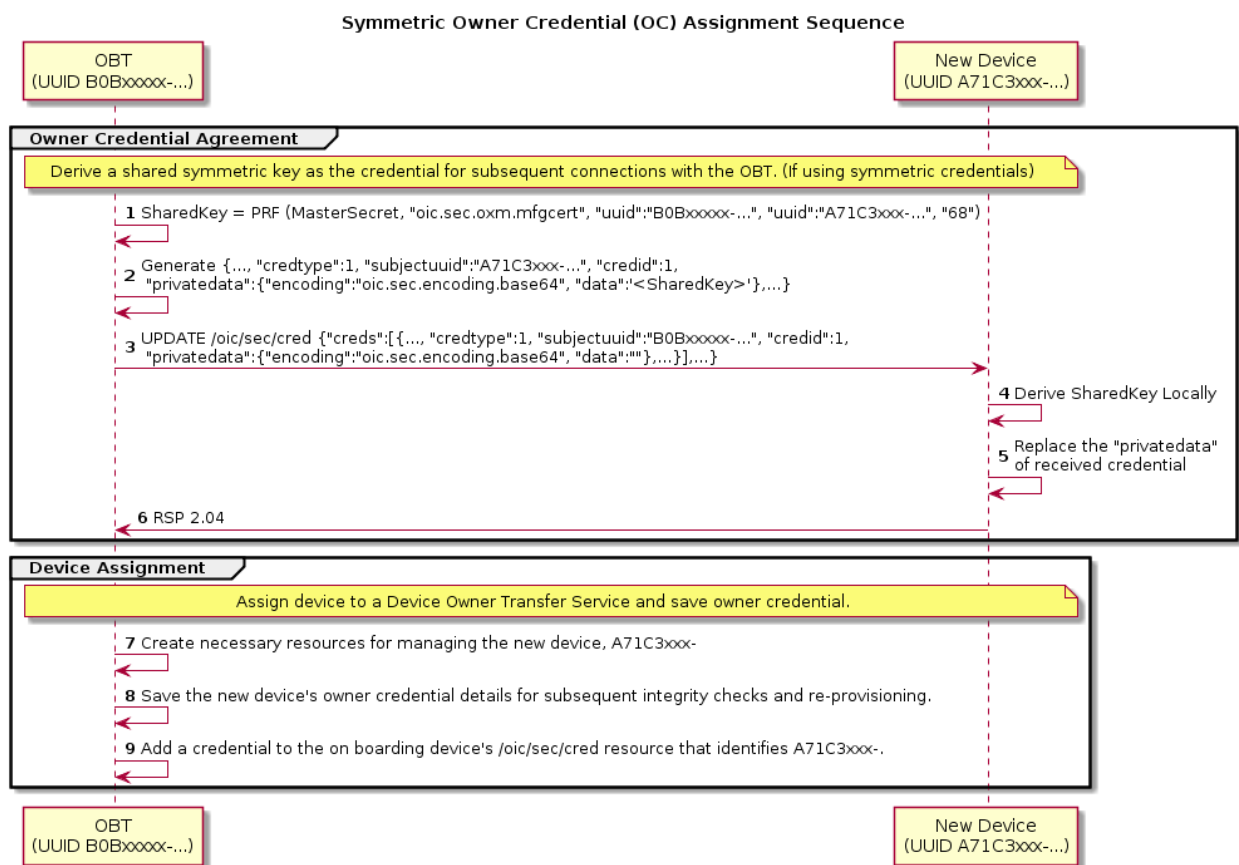 Symmetric Owner Credential (OC) Assignment Sequence
OBT
(UUID B0Bxxxxx-...)
New Device
(UUID A71C3xxx-...)
Owner Credential Agreement
Derive a shared symmetric key as the credential for subsequent connections with the OBT. (If using symmetric credentials)
1 SharedKey = PRF (MasterSecret, "oic.sec.oxm.mfgcert", "uuid":"B0Bxxxxx-...", "uuid":"A71C3xxx-...", "68")
2 Generate {..., "credtype":1, "subjectuuid":"A71C3xxx-...", "credid":1,
"privatedata":{"encoding":"oic.sec.encoding.base64", "data":'<SharedKey>'},...}
3 UPDATE /oic/sec/cred {"creds":[{..., "credtype":1, "subjectuuid":"B0Bxxxxx-...", "credid":1,
"privatedata":{"encoding":"oic.sec.encoding.base64", "data":""},...}],...}
4 Derive SharedKey Locally
5 Replace the "privatedata"
of received credential
6 RSP 2.04
Device Assignment
Assign device to a Device Owner Transfer Service and save owner credential.
7 Create necessary resources for managing the new device, A71C3xxx-
8 Save the new device's owner credential details for subsequent integrity checks and re-provisioning.
9 Add a credential to the on boarding device's /oic/sec/cred resource that identifies A71C3xxx-.
OBT
(UUID B0Bxxxxx-...)
New Device
(UUID A71C3xxx-...)